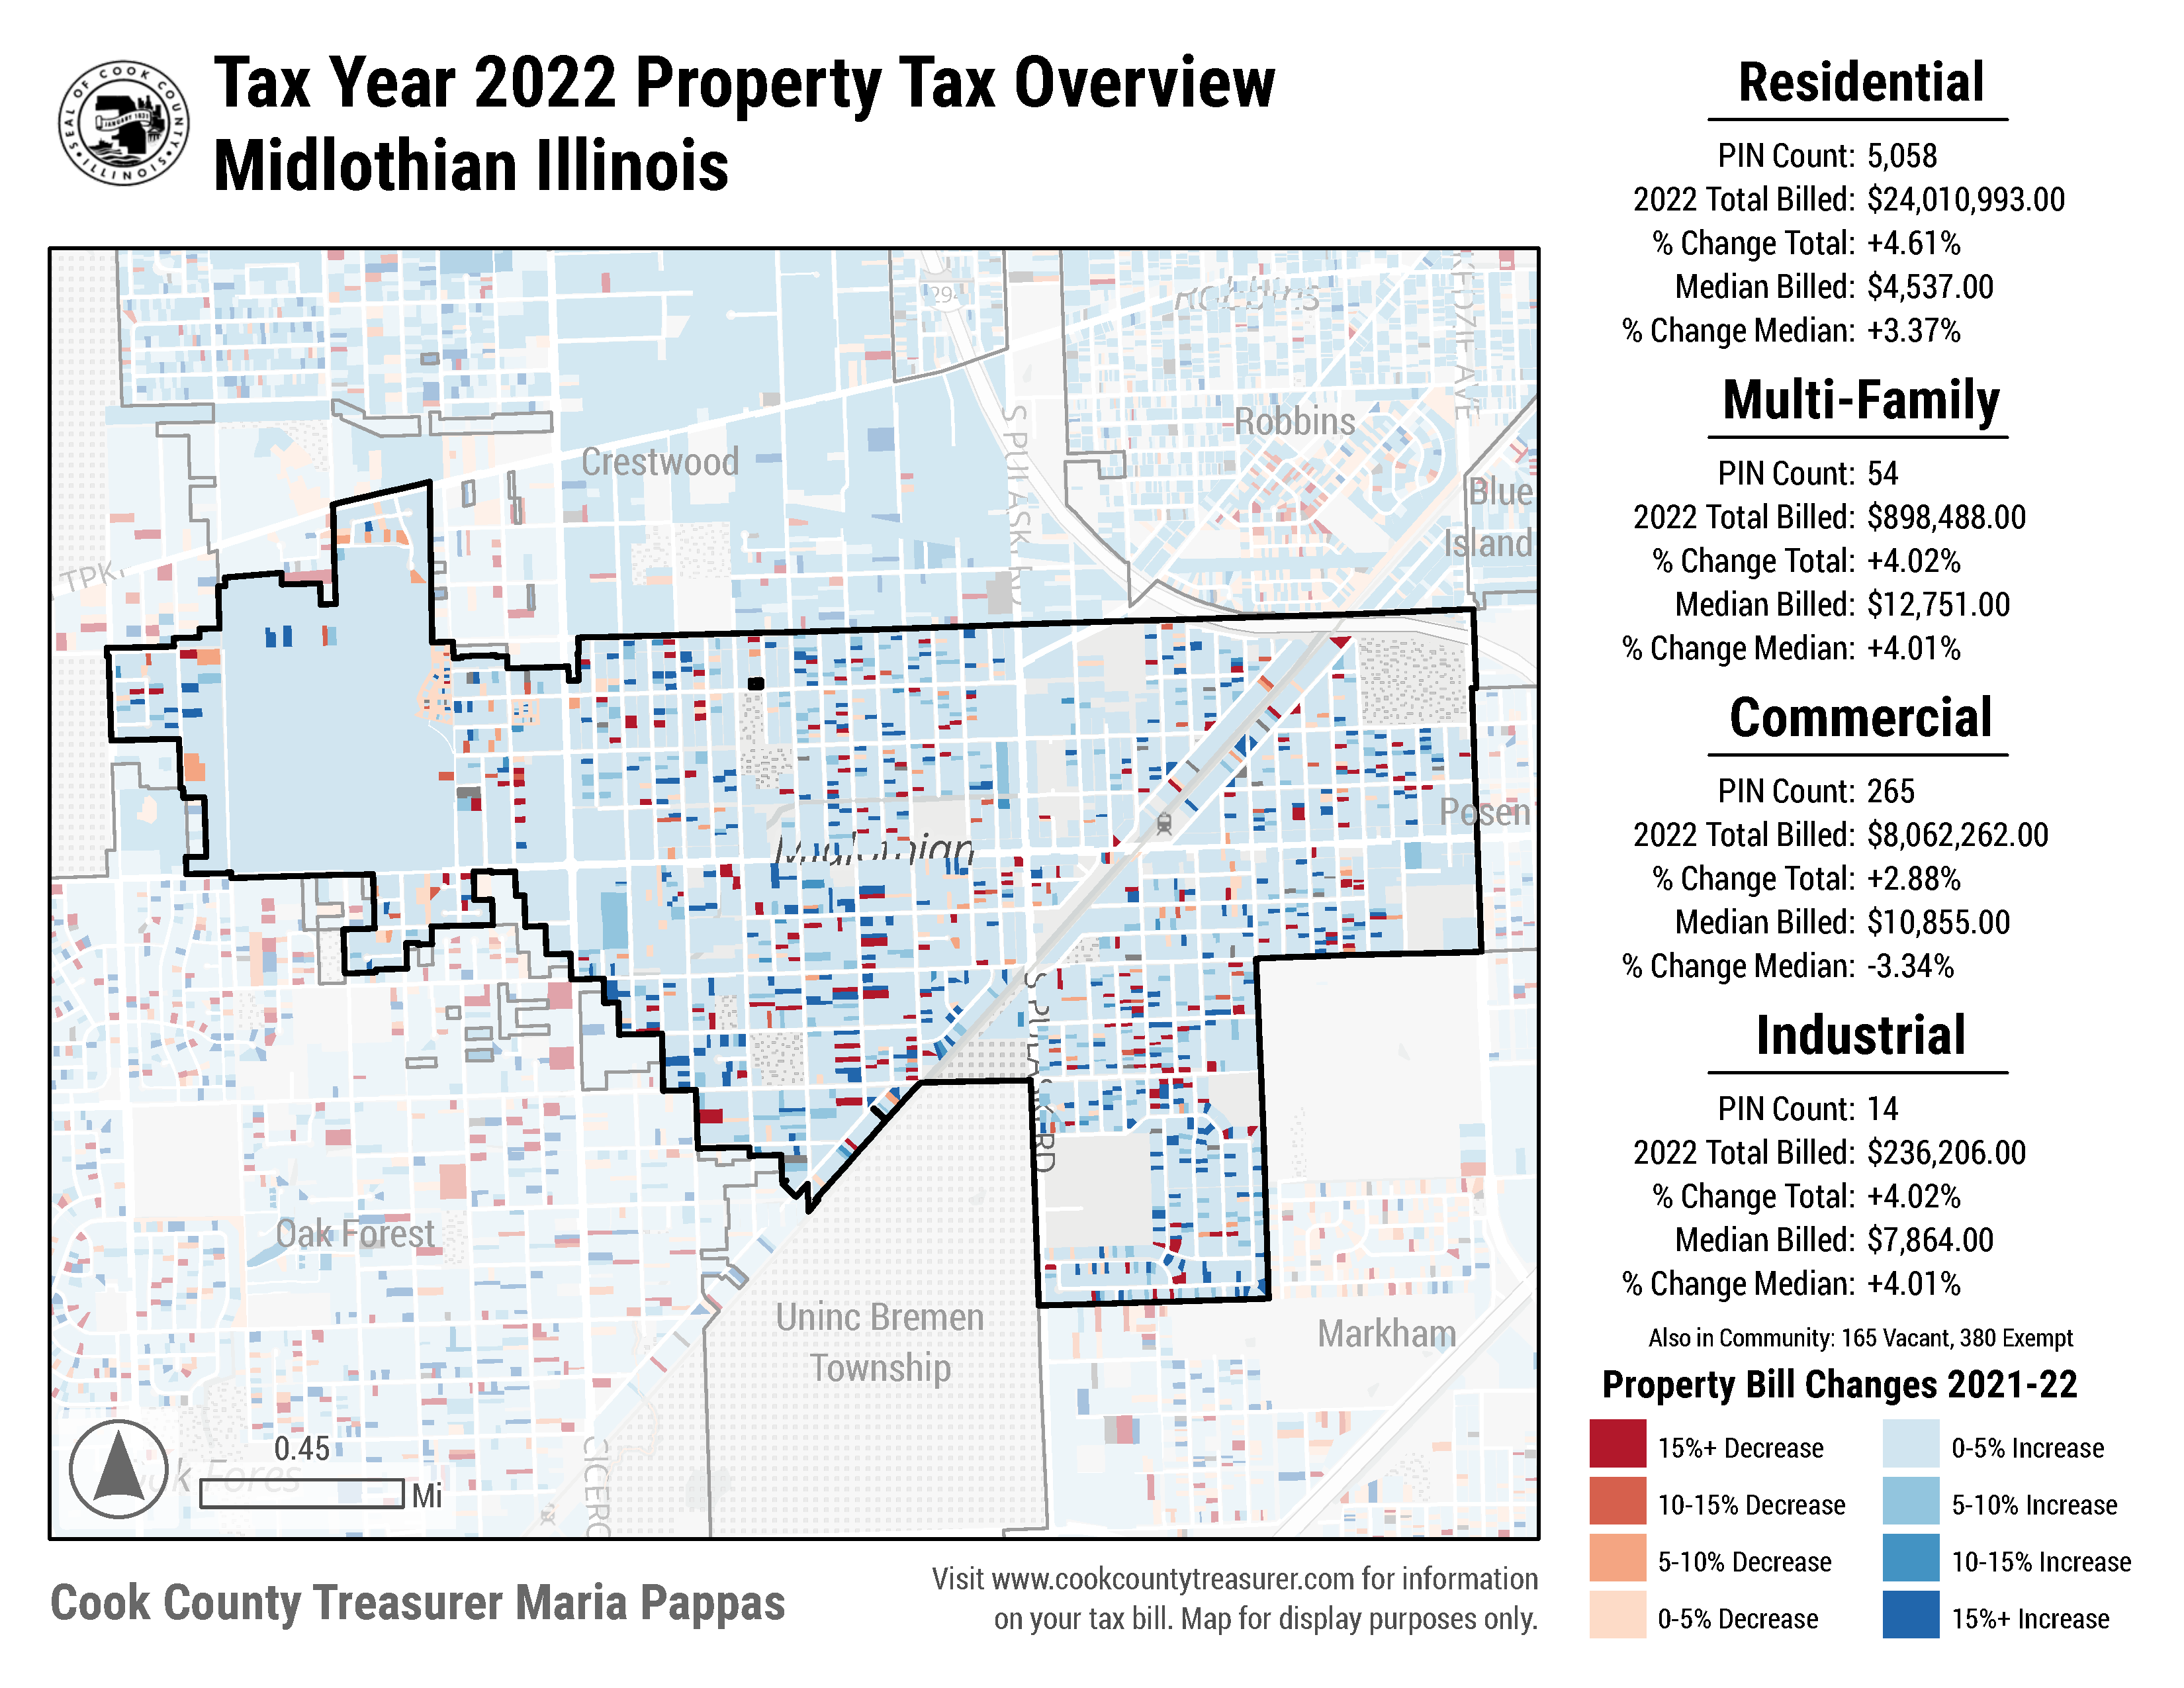 Tax Year 2022 Property Tax Overview
Midlothian Illinois
SEAL OF COOK COUNTY
ILLINOIS
JANUARY 1831
Residential
PIN Count: 5,058
2022 Total Billed: $24,010,993.00
% Change Total: +4.61%
Median Billed: $4,537.00
% Change Median: +3.37%
Multi-Family
PIN Count: 54
2022 Total Billed: $898,488.00
% Change Total: +4.02%
Median Billed: $12,751.00
% Change Median: +4.01%
Commercial
PIN Count: 265
2022 Total Billed: $8,062,262.00
% Change Total: +2.88%
Median Billed: $10,855.00
% Change Median: -3.34%
Industrial
PIN Count: 14
2022 Total Billed: $236,206.00
% Change Total: +4.02%
Median Billed: $7,864.00
% Change Median: +4.01%
Also in Community: 165 Vacant, 380 Exempt
Property Bill Changes 2021-22
15%+ Decrease
10-15% Decrease
5-10% Decrease
0-5% Decrease
0-5% Increase
5-10% Increase
10-15% Increase
15%+ Increase
294
Robbins
KEDZIE AVE
Robbins
Crestwood
S PULASKI RD
Blue
Island
TPK
Posen
Midlothian
S PULASKI RD
Oak Forest
Uninc Bremen
Township
Markham
CICERO
0.45
Mi
Cook County Treasurer Maria Pappas
Visit www.cookcountytreasurer.com for information
on your tax bill. Map for display purposes only.